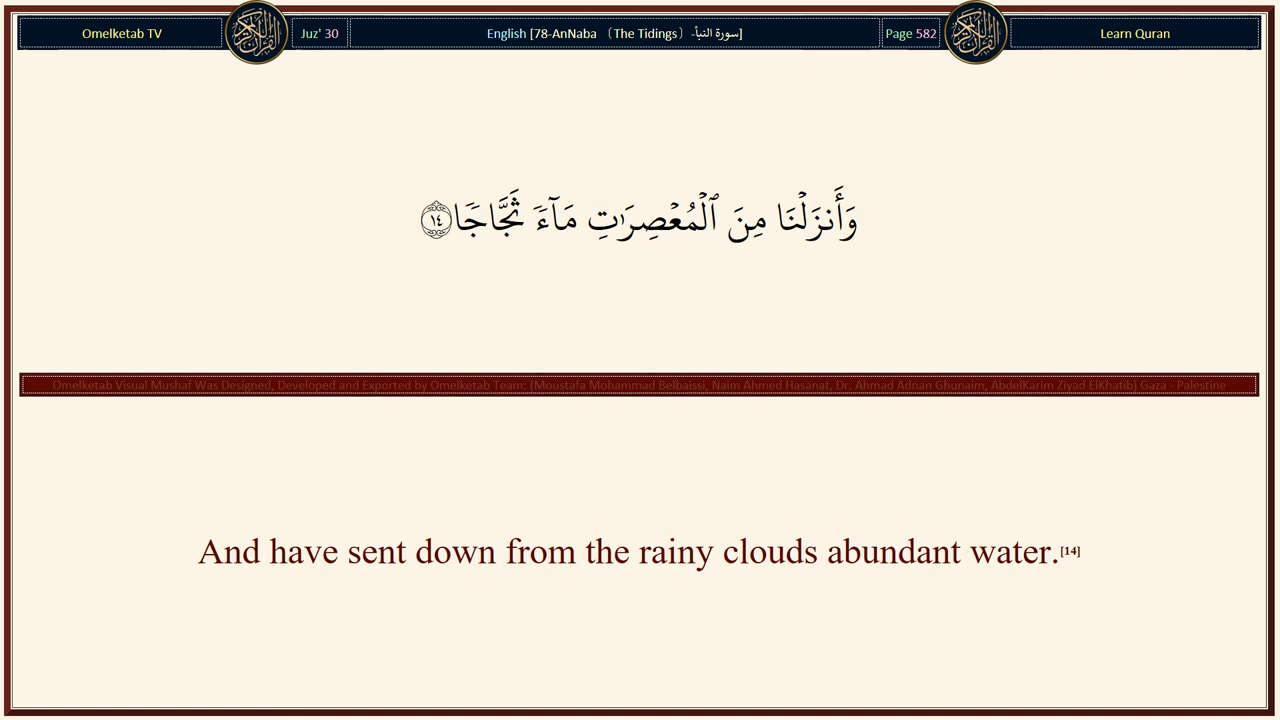 Omelketab TV
Juz' 30
English [78-AnNaba （The Tidings） -سورة النبأ]
Page 582
Learn Quran
وَأَنزَلۡنَا مِنَ ٱلۡمُعۡصِرَٰتِ مَآءٗ ثَجَّاجٗا ١٤
Omelketab Visual Mushaf Was Designed, Developed and Exported by Omelketab Team: (Moustafa Mohammad Belbaissi, Naim Ahmed Hasanat, Dr. Ahmad Adnan Ghunaim, AbdelKarim Ziyad ElKhatib) Gaza - Palestine
And have sent down from the rainy clouds abundant water.[14]